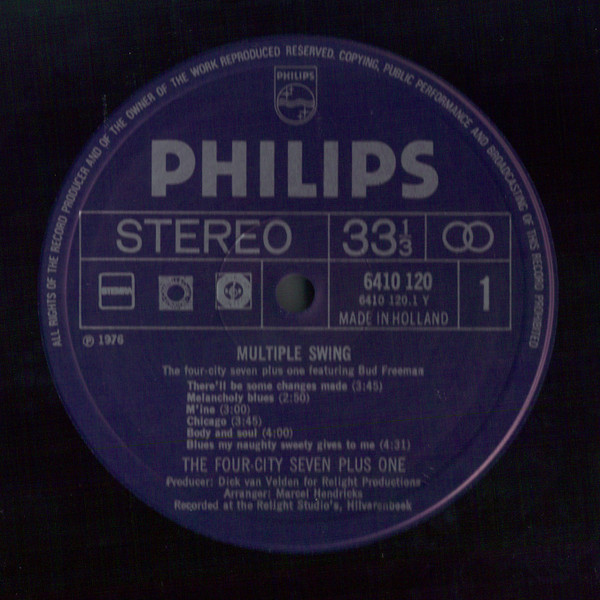 ALL RIGHTS OF THE RECORD PRODUCER AND OF THE OWNER OF THE WORK REPRODUCED RESERVED. COPYING, PUBLIC PERFORMANCE AND BROADCASTING OF THIS RECORD PROHIBITED
PHILIPS
PHILIPS
STEREO 33 1/3
STEMRA 6410 120 1
6410 120.1 Y
MADE IN HOLLAND
℗ 1976
MULTIPLE SWING
The four-city seven plus one featuring Bud Freeman
There'll be some changes made (3:45)
Melancholy blues (2:50)
M'ine (3:00)
Chicago (3:45)
Body and soul (4:00)
Blues my naughty sweety gives to me (4:31)
THE FOUR-CITY SEVEN PLUS ONE
Producer: Dick van Velden for Relight Productions
Arranger: Marcel Hendricks
Recorded at the Relight Studio's, Hilvarenbeek